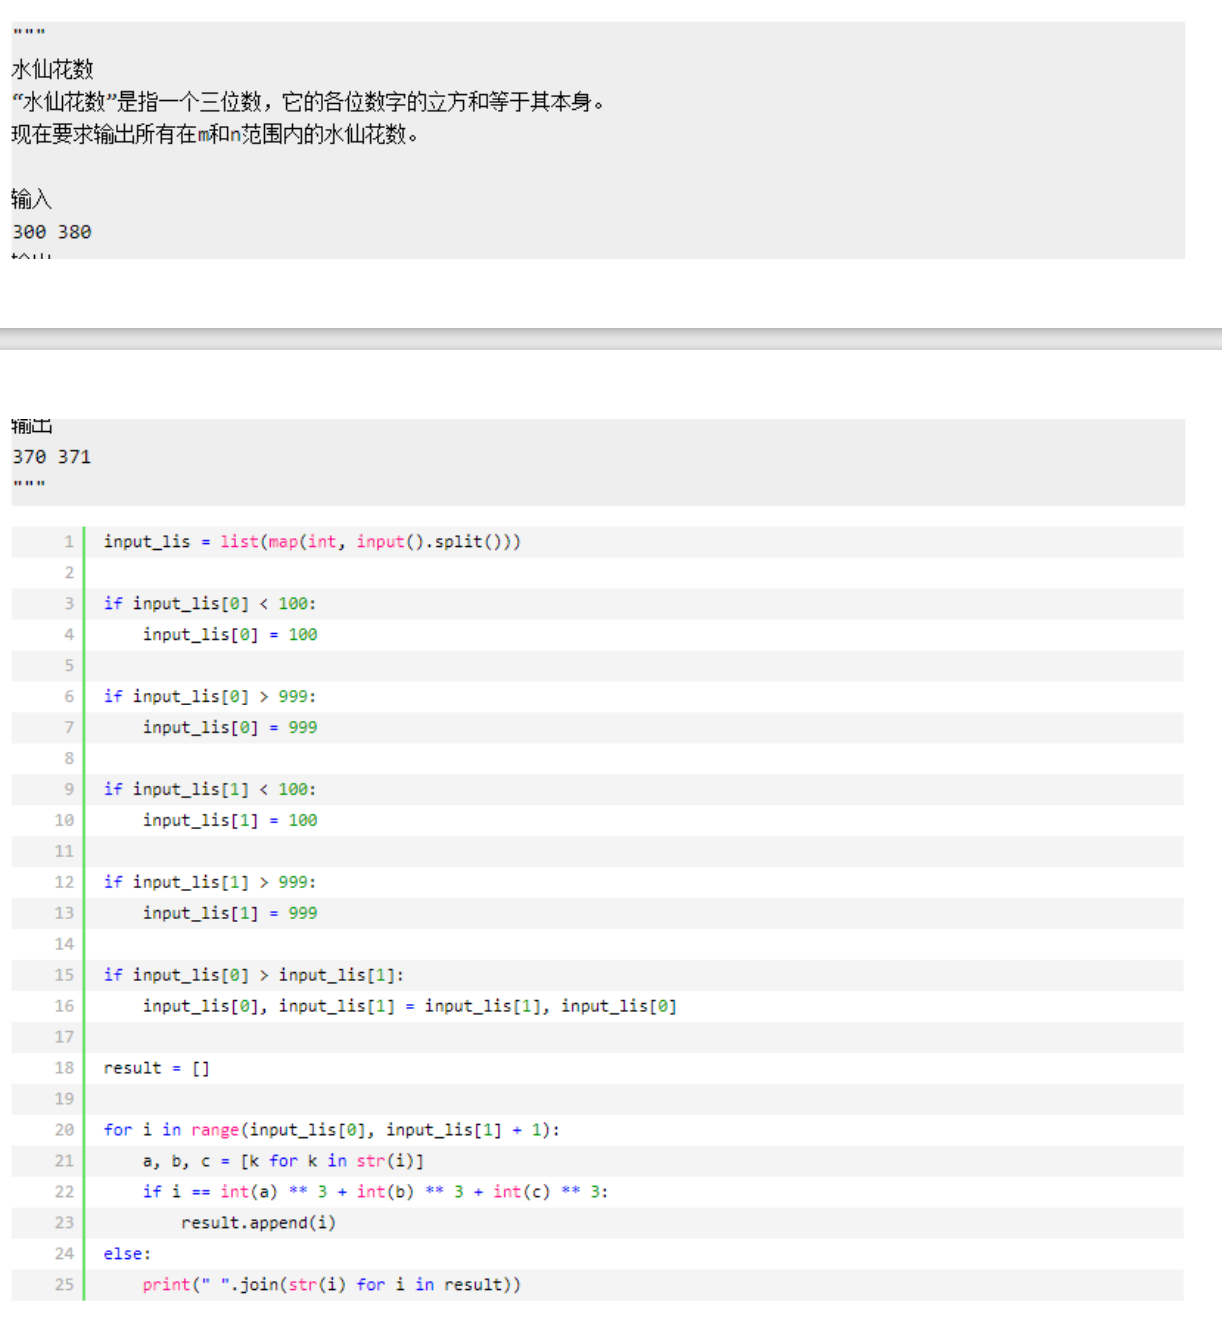 """
水仙花数
“水仙花数”是指一个三位数，它的各位数字的立方和等于其本身。
现在要求输出所有在m和n范围内的水仙花数。
输入
300 380
输出
370 371
"""
1 input_lis = list(map(int, input().split()))
2
3 if input_lis[0] < 100:
4     input_lis[0] = 100
5
6 if input_lis[0] > 999:
7     input_lis[0] = 999
8
9 if input_lis[1] < 100:
10     input_lis[1] = 100
11
12 if input_lis[1] > 999:
13     input_lis[1] = 999
14
15 if input_lis[0] > input_lis[1]:
16     input_lis[0], input_lis[1] = input_lis[1], input_lis[0]
17
18 result = []
19
20 for i in range(input_lis[0], input_lis[1] + 1):
21     a, b, c = [k for k in str(i)]
22     if i == int(a) ** 3 + int(b) ** 3 + int(c) ** 3:
23         result.append(i)
24 else:
25     print(" ".join(str(i) for i in result))